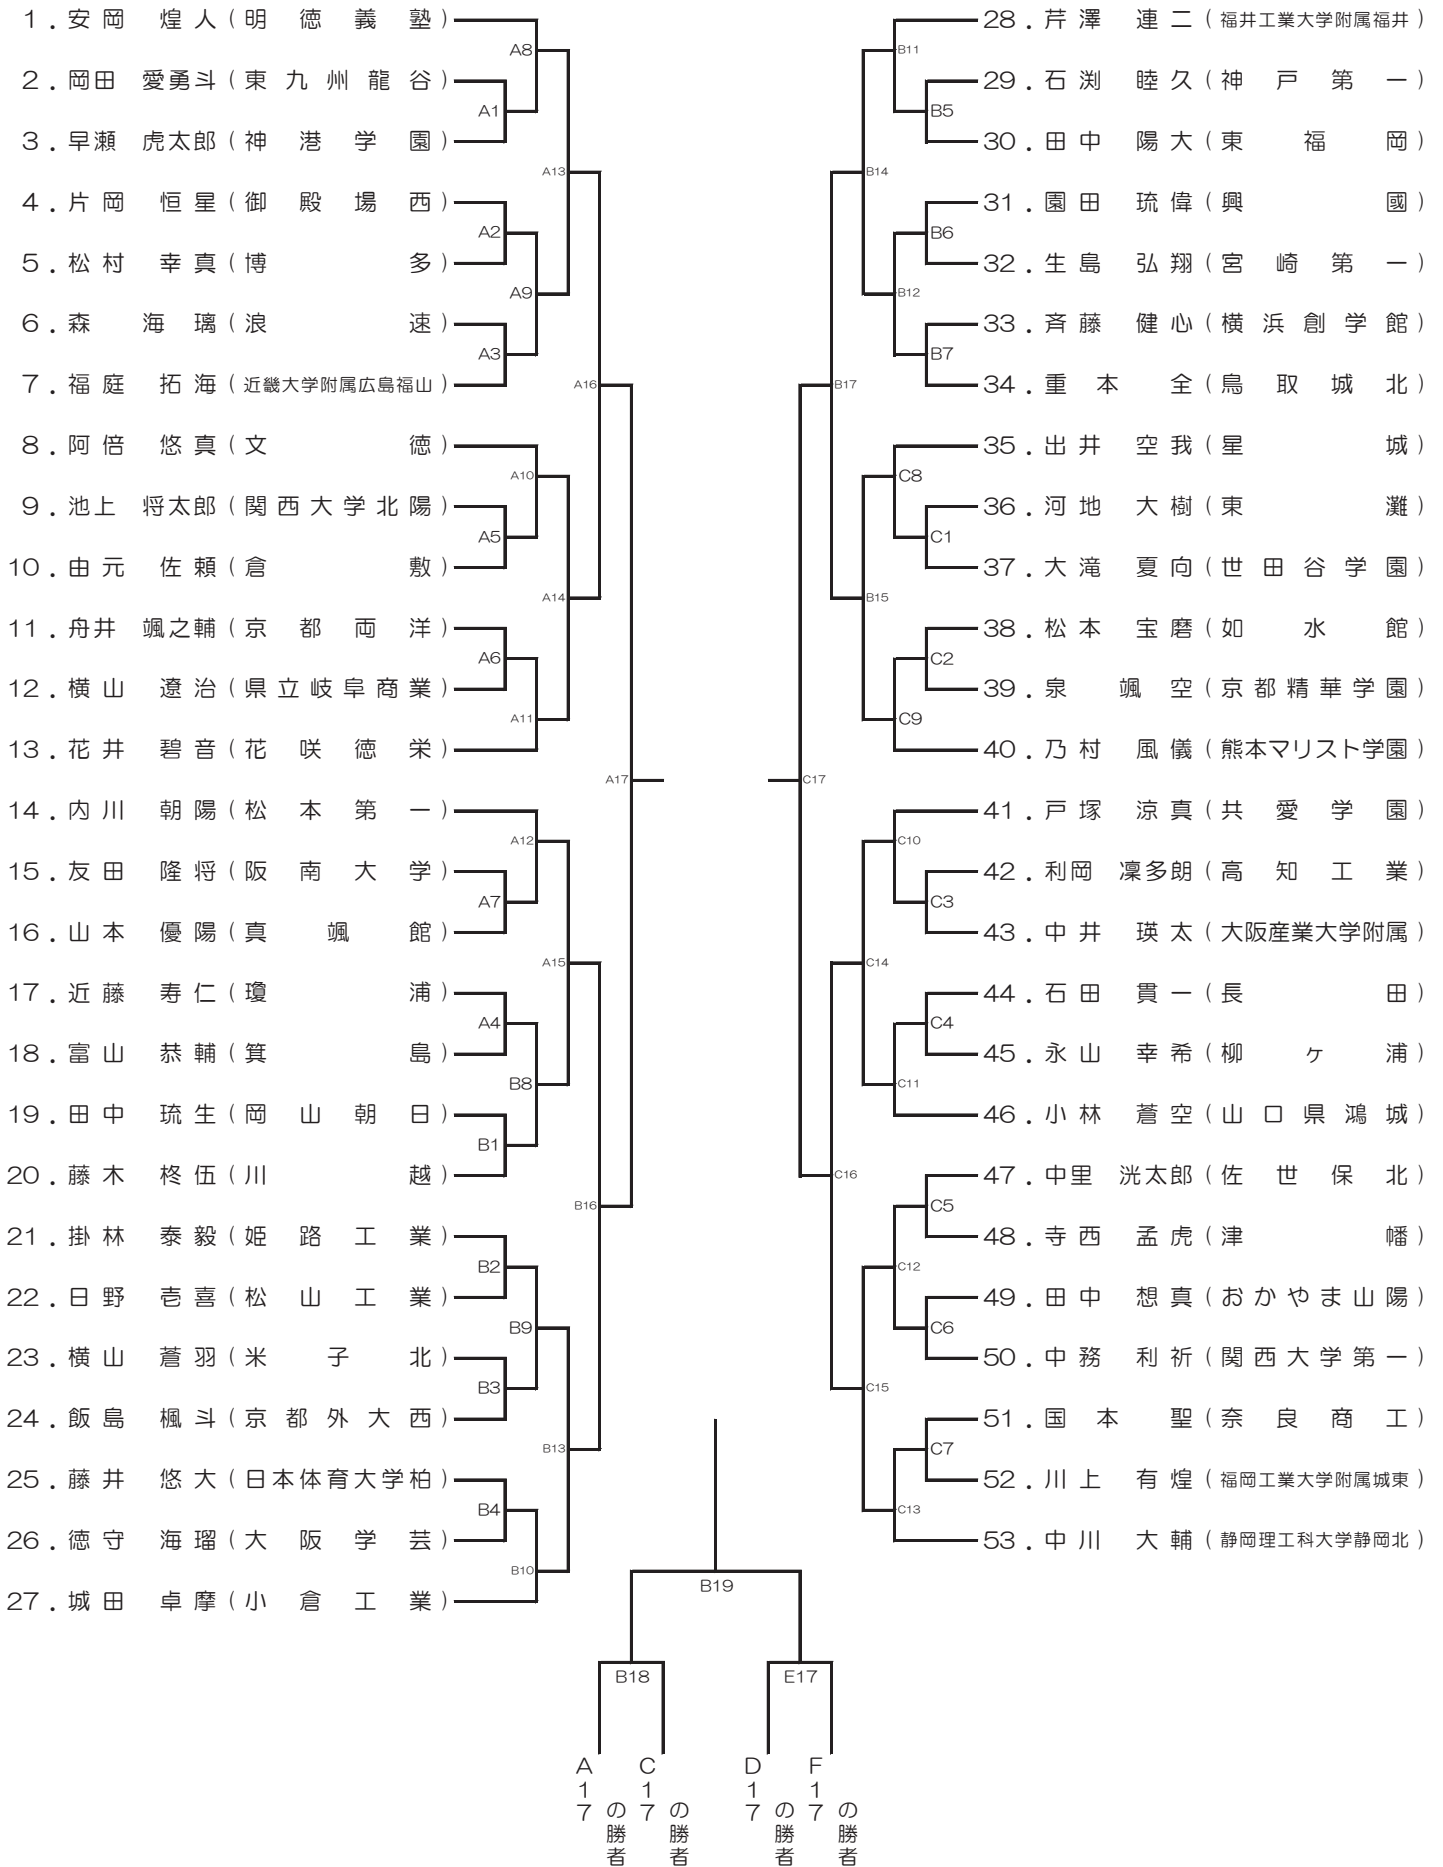 1．安岡 煌人（明徳義塾）
2．岡田 愛勇斗（東九州龍谷）
3．早瀬 虎太郎（神港学園）
4．片岡 恒星（御殿場西）
5．松村 幸真（博多）
6．森 海璃（浪速）
7．福庭 拓海（近畿大学附属広島福山）
8．阿倍 悠真（文徳）
9．池上 将太郎（関西大学北陽）
10．由元 佐頼（倉敷）
11．舟井 颯之輔（京都両洋）
12．横山 遼治（県立岐阜商業）
13．花井 碧音（花咲徳栄）
14．内川 朝陽（松本第一）
15．友田 隆将（阪南大学）
16．山本 優陽（真颯館）
17．近藤 寿仁（瓊浦）
18．富山 恭輔（箕島）
19．田中 琉生（岡山朝日）
20．藤木 柊伍（川越）
21．掛林 泰毅（姫路工業）
22．日野 壱喜（松山工業）
23．横山 蒼羽（米子北）
24．飯島 楓斗（京都外大西）
25．藤井 悠大（日本体育大学柏）
26．徳守 海瑠（大阪学芸）
27．城田 卓摩（小倉工業）
A8
A1
A13
A2
A9
A3
A16
A10
A5
A14
A6
A11
A17
A12
A7
A15
A4
B8
B1
B16
B2
B9
B3
B13
B4
B10
28．芹澤 連二（福井工業大学附属福井）
29．石渕 睦久（神戸第一）
30．田中 陽大（東福岡）
31．園田 琉偉（興國）
32．生島 弘翔（宮崎第一）
33．斉藤 健心（横浜創学館）
34．重本 全（鳥取城北）
35．出井 空我（星城）
36．河地 大樹（東灘）
37．大滝 夏向（世田谷学園）
38．松本 宝磨（如水館）
39．泉 颯空（京都精華学園）
40．乃村 風儀（熊本マリスト学園）
41．戸塚 涼真（共愛学園）
42．利岡 凜多朗（高知工業）
43．中井 瑛太（大阪産業大学附属）
44．石田 貫一（長田）
45．永山 幸希（柳ヶ浦）
46．小林 蒼空（山口県鴻城）
47．中里 洸太郎（佐世保北）
48．寺西 孟虎（津幡）
49．田中 想真（おかやま山陽）
50．中務 利祈（関西大学第一）
51．国本 聖（奈良商工）
52．川上 有煌（福岡工業大学附属城東）
53．中川 大輔（静岡理工科大学静岡北）
B11
B5
B14
B6
B12
B7
B17
C8
C1
B15
C2
C9
C17
C10
C3
C14
C4
C11
C16
C5
C12
C6
C15
C7
C13
B19
B18
E17
A17の勝者
C17の勝者
D17の勝者
F17の勝者